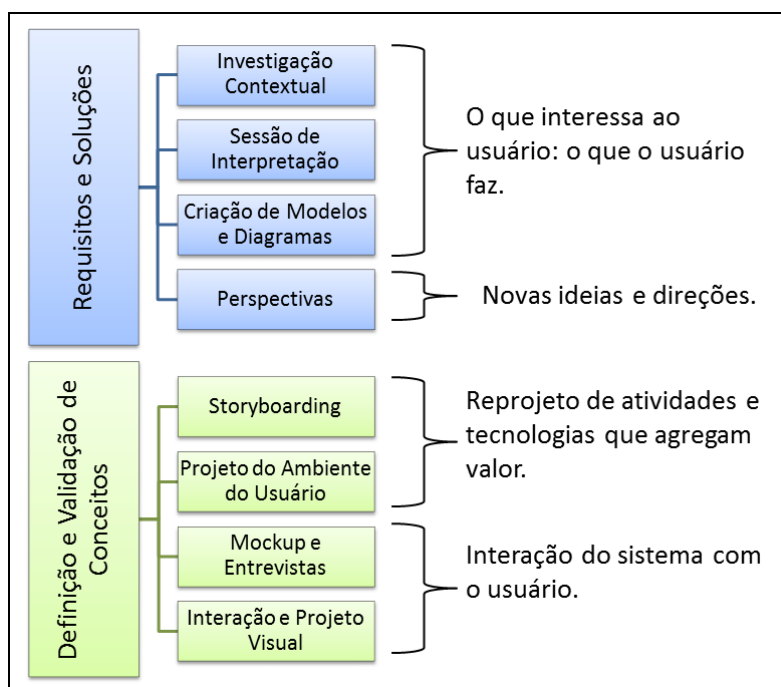 Requisitos e Soluções
Investigação
Contextual
Sessão de
Interpretação
Criação de Modelos
e Diagramas
Perspectivas
O que interessa ao
usuário: o que o usuário
faz.
Novas ideias e direções.
Definição e Validação de
Conceitos
Storyboarding
Projeto do Ambiente
do Usuário
Mockup e
Entrevistas
Interação e Projeto
Visual
Reprojeto de atividades e
tecnologias que agregam
valor.
Interação do sistema com
o usuário.